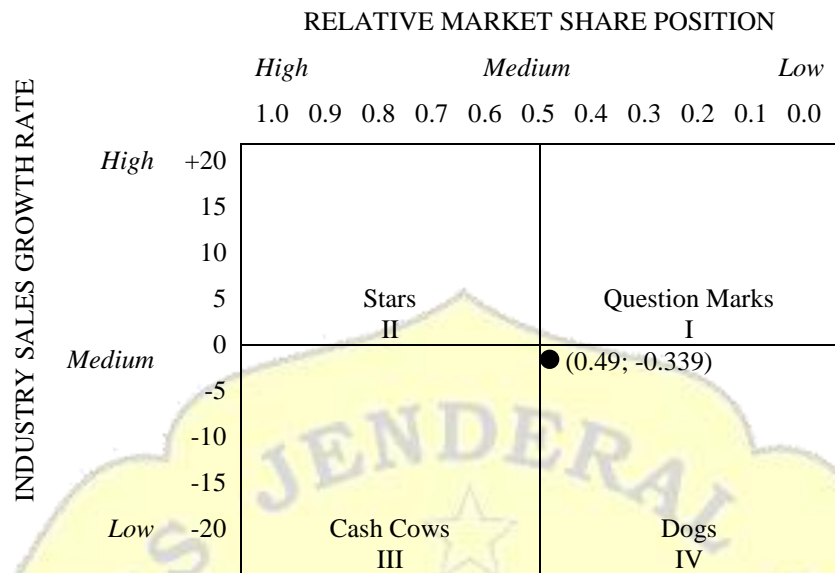 RELATIVE MARKET SHARE POSITION
High Medium Low
1.0 0.9 0.8 0.7 0.6 0.5 0.4 0.3 0.2 0.1 0.0
INDUSTRY SALES GROWTH RATE
High +20
15
10
5
Stars Question Marks
II I
0
Medium
(0.49; -0.339)
-5
-10
-15
JENDERAL
S
Low -20
Cash Cows Dogs
III IV